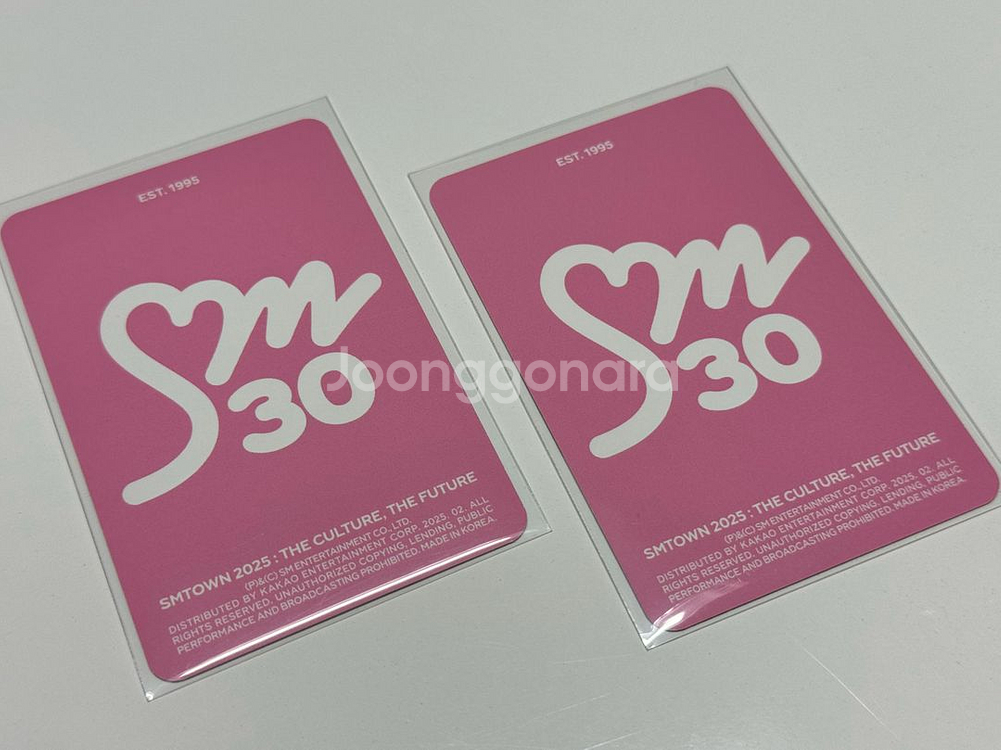 EST. 1995
Sm
30
SMTOWN 2025 : THE CULTURE, THE FUTURE
(P)&(C) SM ENTERTAINMENT CO., LTD.
DISTRIBUTED BY KAKAO ENTERTAINMENT CORP. 2025. 02. ALL
RIGHTS RESERVED. UNAUTHORIZED COPYING, LENDING, PUBLIC
PERFORMANCE AND BROADCASTING PROHIBITED. MADE IN KOREA.
EST. 1995
Sm
30
SMTOWN 2025 : THE CULTURE, THE FUTURE
(P)&(C) SM ENTERTAINMENT CO., LTD.
DISTRIBUTED BY KAKAO ENTERTAINMENT CORP. 2025. 02. ALL
RIGHTS RESERVED. UNAUTHORIZED COPYING, LENDING, PUBLIC
PERFORMANCE AND BROADCASTING PROHIBITED. MADE IN KOREA.
Joonggonara